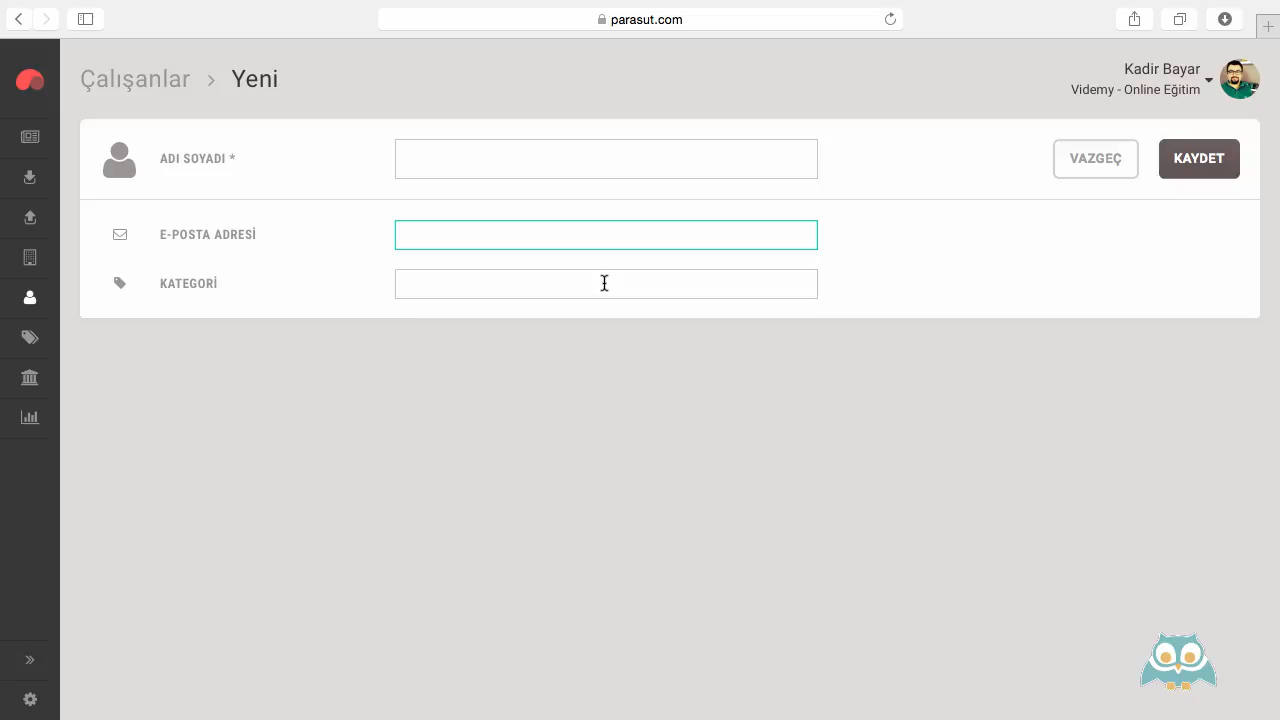 parasut.com
Çalışanlar > Yeni
Kadir Bayar
Videmy - Online Eğitim
ADI SOYADI *
VAZGEÇ
KAYDET
E-POSTA ADRESİ
KATEGORİ